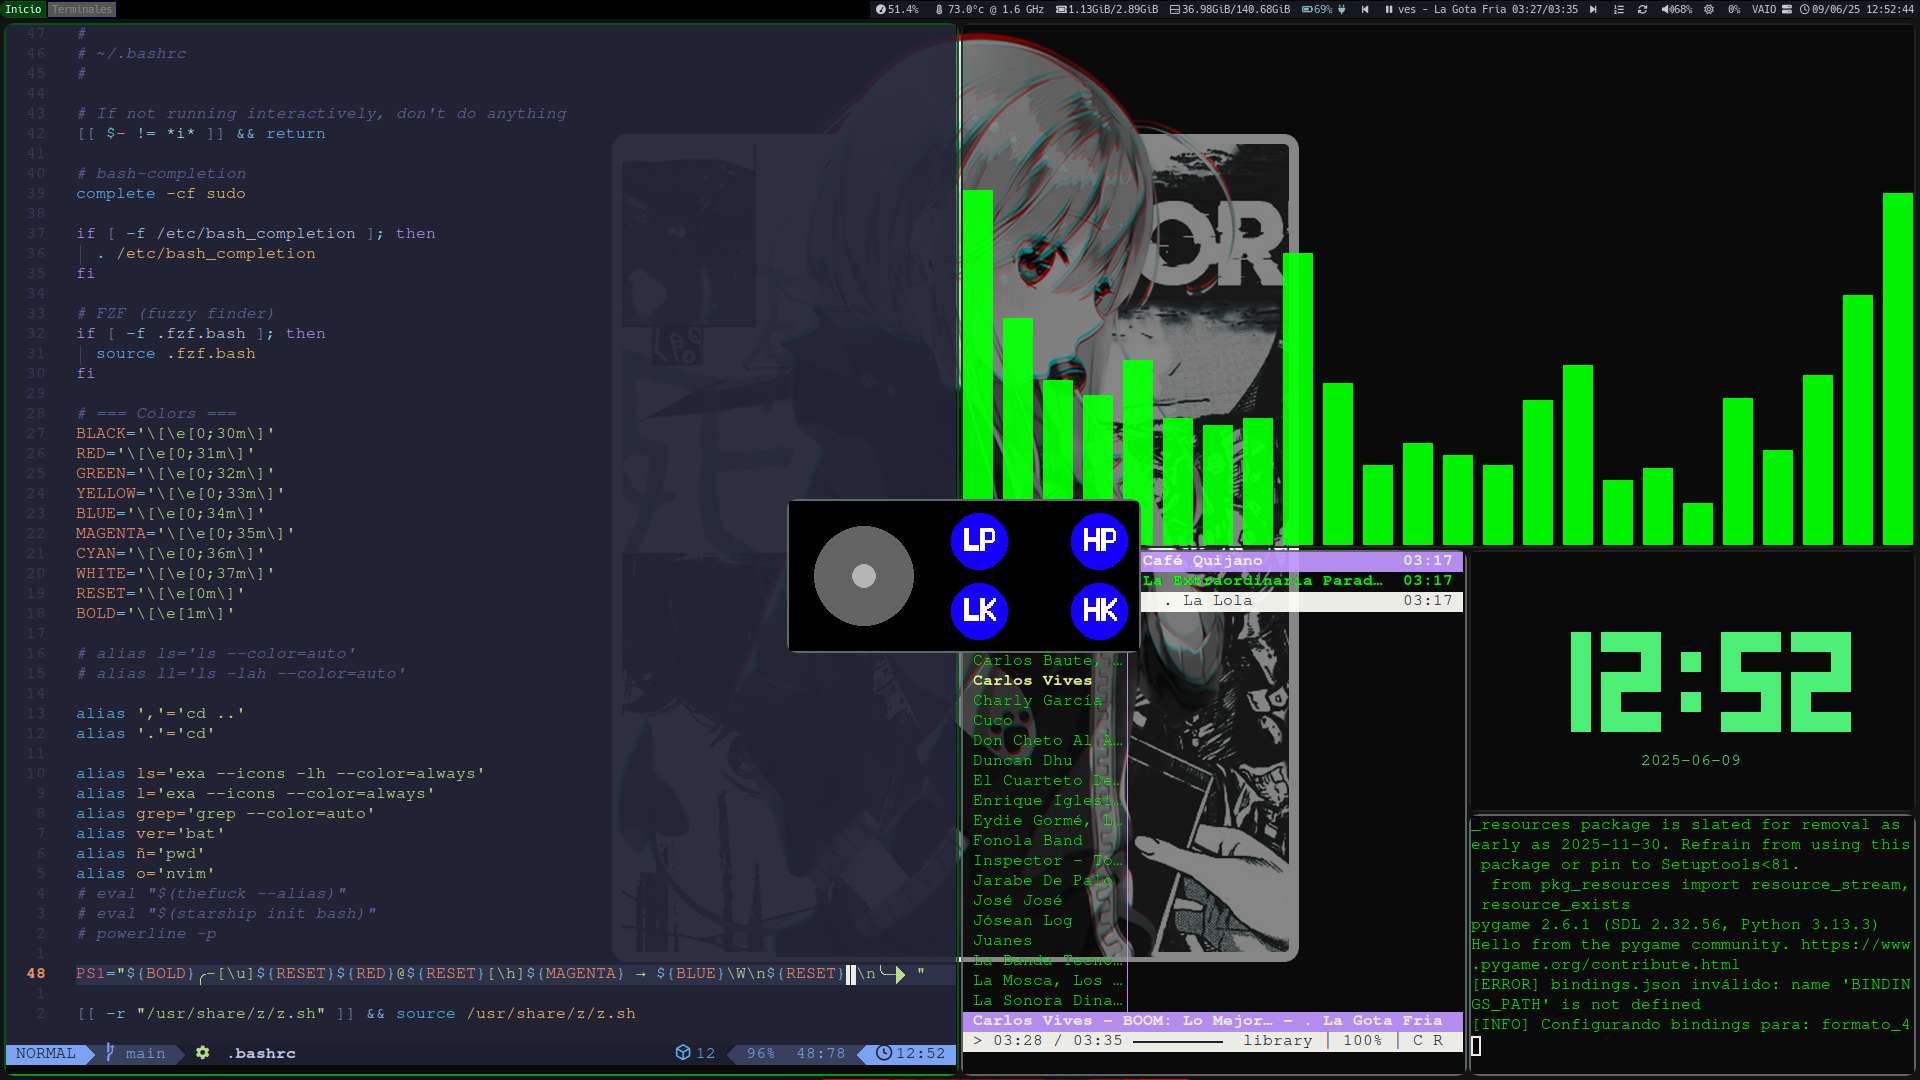 Inicio Terminales
51.4% 73.0°c @ 1.6 GHz 1.13GiB/2.89GiB 36.98GiB/140.68GiB 69% ves - La Gota Fria 03:27/03:35 68% 0% VAIO 09/06/25 12:52:44
47 #
46 # ~/.bashrc
45 #
44
43 # If not running interactively, don't do anything
42 [[ $- != *i* ]] && return
41
40 # bash-completion
39 complete -cf sudo
38
37 if [ -f /etc/bash_completion ]; then
36 . /etc/bash_completion
35 fi
34
33 # FZF (fuzzy finder)
32 if [ -f .fzf.bash ]; then
31 source .fzf.bash
30 fi
29
28 # === Colors ===
27 BLACK='\[\e[0;30m\]'
26 RED='\[\e[0;31m\]'
25 GREEN='\[\e[0;32m\]'
24 YELLOW='\[\e[0;33m\]'
23 BLUE='\[\e[0;34m\]'
22 MAGENTA='\[\e[0;35m\]'
21 CYAN='\[\e[0;36m\]'
20 WHITE='\[\e[0;37m\]'
19 RESET='\[\e[0m\]'
18 BOLD='\[\e[1m\]'
17
16 # alias ls='ls --color=auto'
15 # alias ll='ls -lah --color=auto'
14
13 alias ','='cd ..'
12 alias '.'='cd'
11
10 alias ls='exa --icons -lh --color=always'
9 alias l='exa --icons --color=always'
8 alias grep='grep --color=auto'
7 alias ver='bat'
6 alias ñ='pwd'
5 alias o='nvim'
4 # eval "$(thefuck --alias)"
3 # eval "$(starship init bash)"
2 # powerline -p
1
48 PS1="${BOLD}╭-[\u]${RESET}${RED}@${RESET}[\h]${MAGENTA} → ${BLUE}\W\n${RESET}\n╰─ "
1
2 [[ -r "/usr/share/z/z.sh" ]] && source /usr/share/z/z.sh
NORMAL main .bashrc 12 96% 48:78 12:52
OR
LP HP
LK HK
Café Quijano 03:17
La Extraordinaria Parad… 03:17
. La Lola 03:17
Carlos Baute, …
Carlos Vives
Charly García
Cuco
Don Cheto Al A…
Duncan Dhu
El Cuarteto De…
Enrique Iglesi…
Eydie Gormé, L…
Fonola Band
Inspector - To…
Jarabe De Palo
José José
Jósean Log
Juanes
La Banda Tecno…
La Mosca, Los …
La Sonora Dina…
Carlos Vives - BOOM: Lo Mejor… - . La Gota Fria
> 03:28 / 03:35 library | 100% | C R
12:52
2025-06-09
_resources package is slated for removal as
early as 2025-11-30. Refrain from using this
package or pin to Setuptools<81.
from pkg_resources import resource_stream,
resource_exists
pygame 2.6.1 (SDL 2.32.56, Python 3.13.3)
Hello from the pygame community. https://www
.pygame.org/contribute.html
[ERROR] bindings.json inválido: name 'BINDIN
GS_PATH' is not defined
[INFO] Configurando bindings para: formato_4